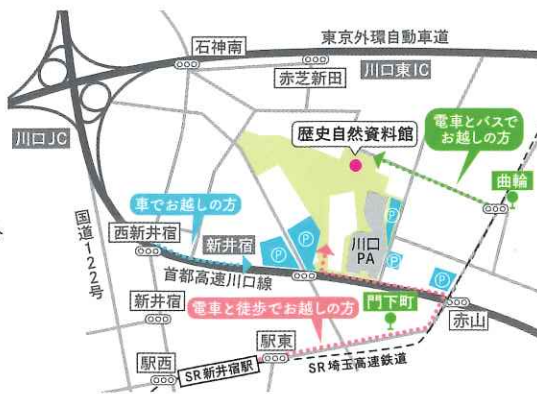 石神南
東京外環自動車道
赤芝新田
川口東IC
川口JC
歴史自然資料館
電車とバスで
お越しの方
曲輪
車でお越しの方
国道122号
西新井宿
新井宿
川口
PA
P
P
P
P
P
首都高速川口線
新井宿
電車と徒歩でお越しの方
門下町
赤山
駅東
駅西
SR新井宿駅
SR埼玉高速鉄道